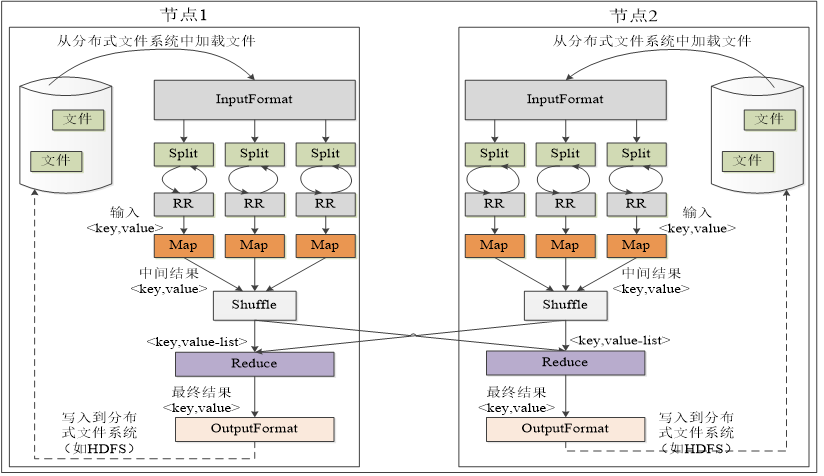 节点1
从分布式文件系统中加载文件
文件
文件
InputFormat
Split
Split
Split
RR
RR
RR
输入
<key,value>
Map
Map
Map
中间结果
<key,value>
Shuffle
<key,value-list>
Reduce
最终结果
<key,value>
OutputFormat
写入到分布
式文件系统
（如HDFS）
节点2
从分布式文件系统中加载文件
文件
文件
InputFormat
Split
Split
Split
RR
RR
RR
输入
<key,value>
Map
Map
Map
中间结果
<key,value>
Shuffle
<key,value-list>
Reduce
最终结果
<key,value>
OutputFormat
写入到分布
式文件系统
（如HDFS）